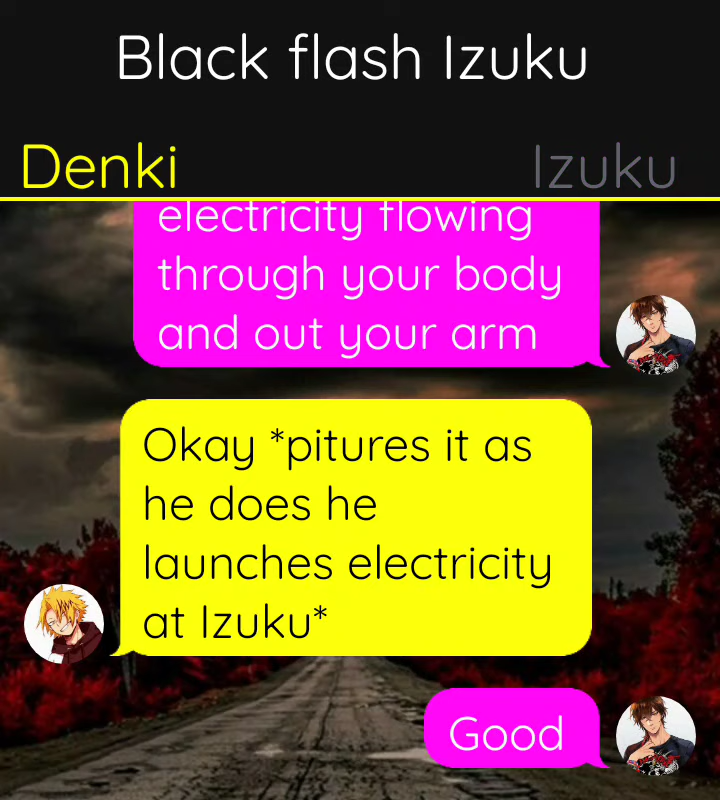 Black flash Izuku
Denki
Izuku
electricity flowing
through your body
and out your arm
Okay *pitures it as
he does he
launches electricity
at Izuku*
Good